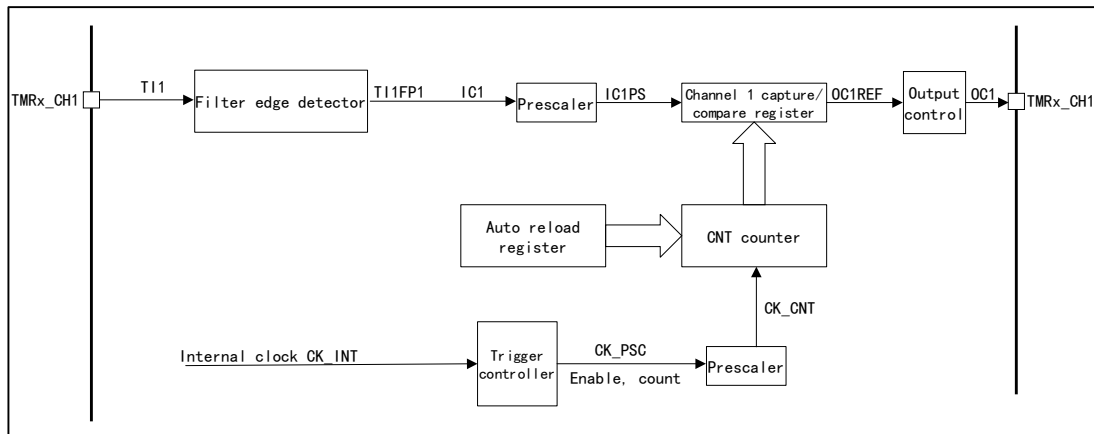 TMRx_CH1
TI1
Filter edge detector
TI1FP1
IC1
Prescaler
IC1PS
Channel 1 capture/
compare register
OC1REF
Output
control
OC1
TMRx_CH1
Auto reload
register
CNT counter
CK_CNT
Internal clock CK_INT
Trigger
controller
CK_PSC
Enable, count
Prescaler